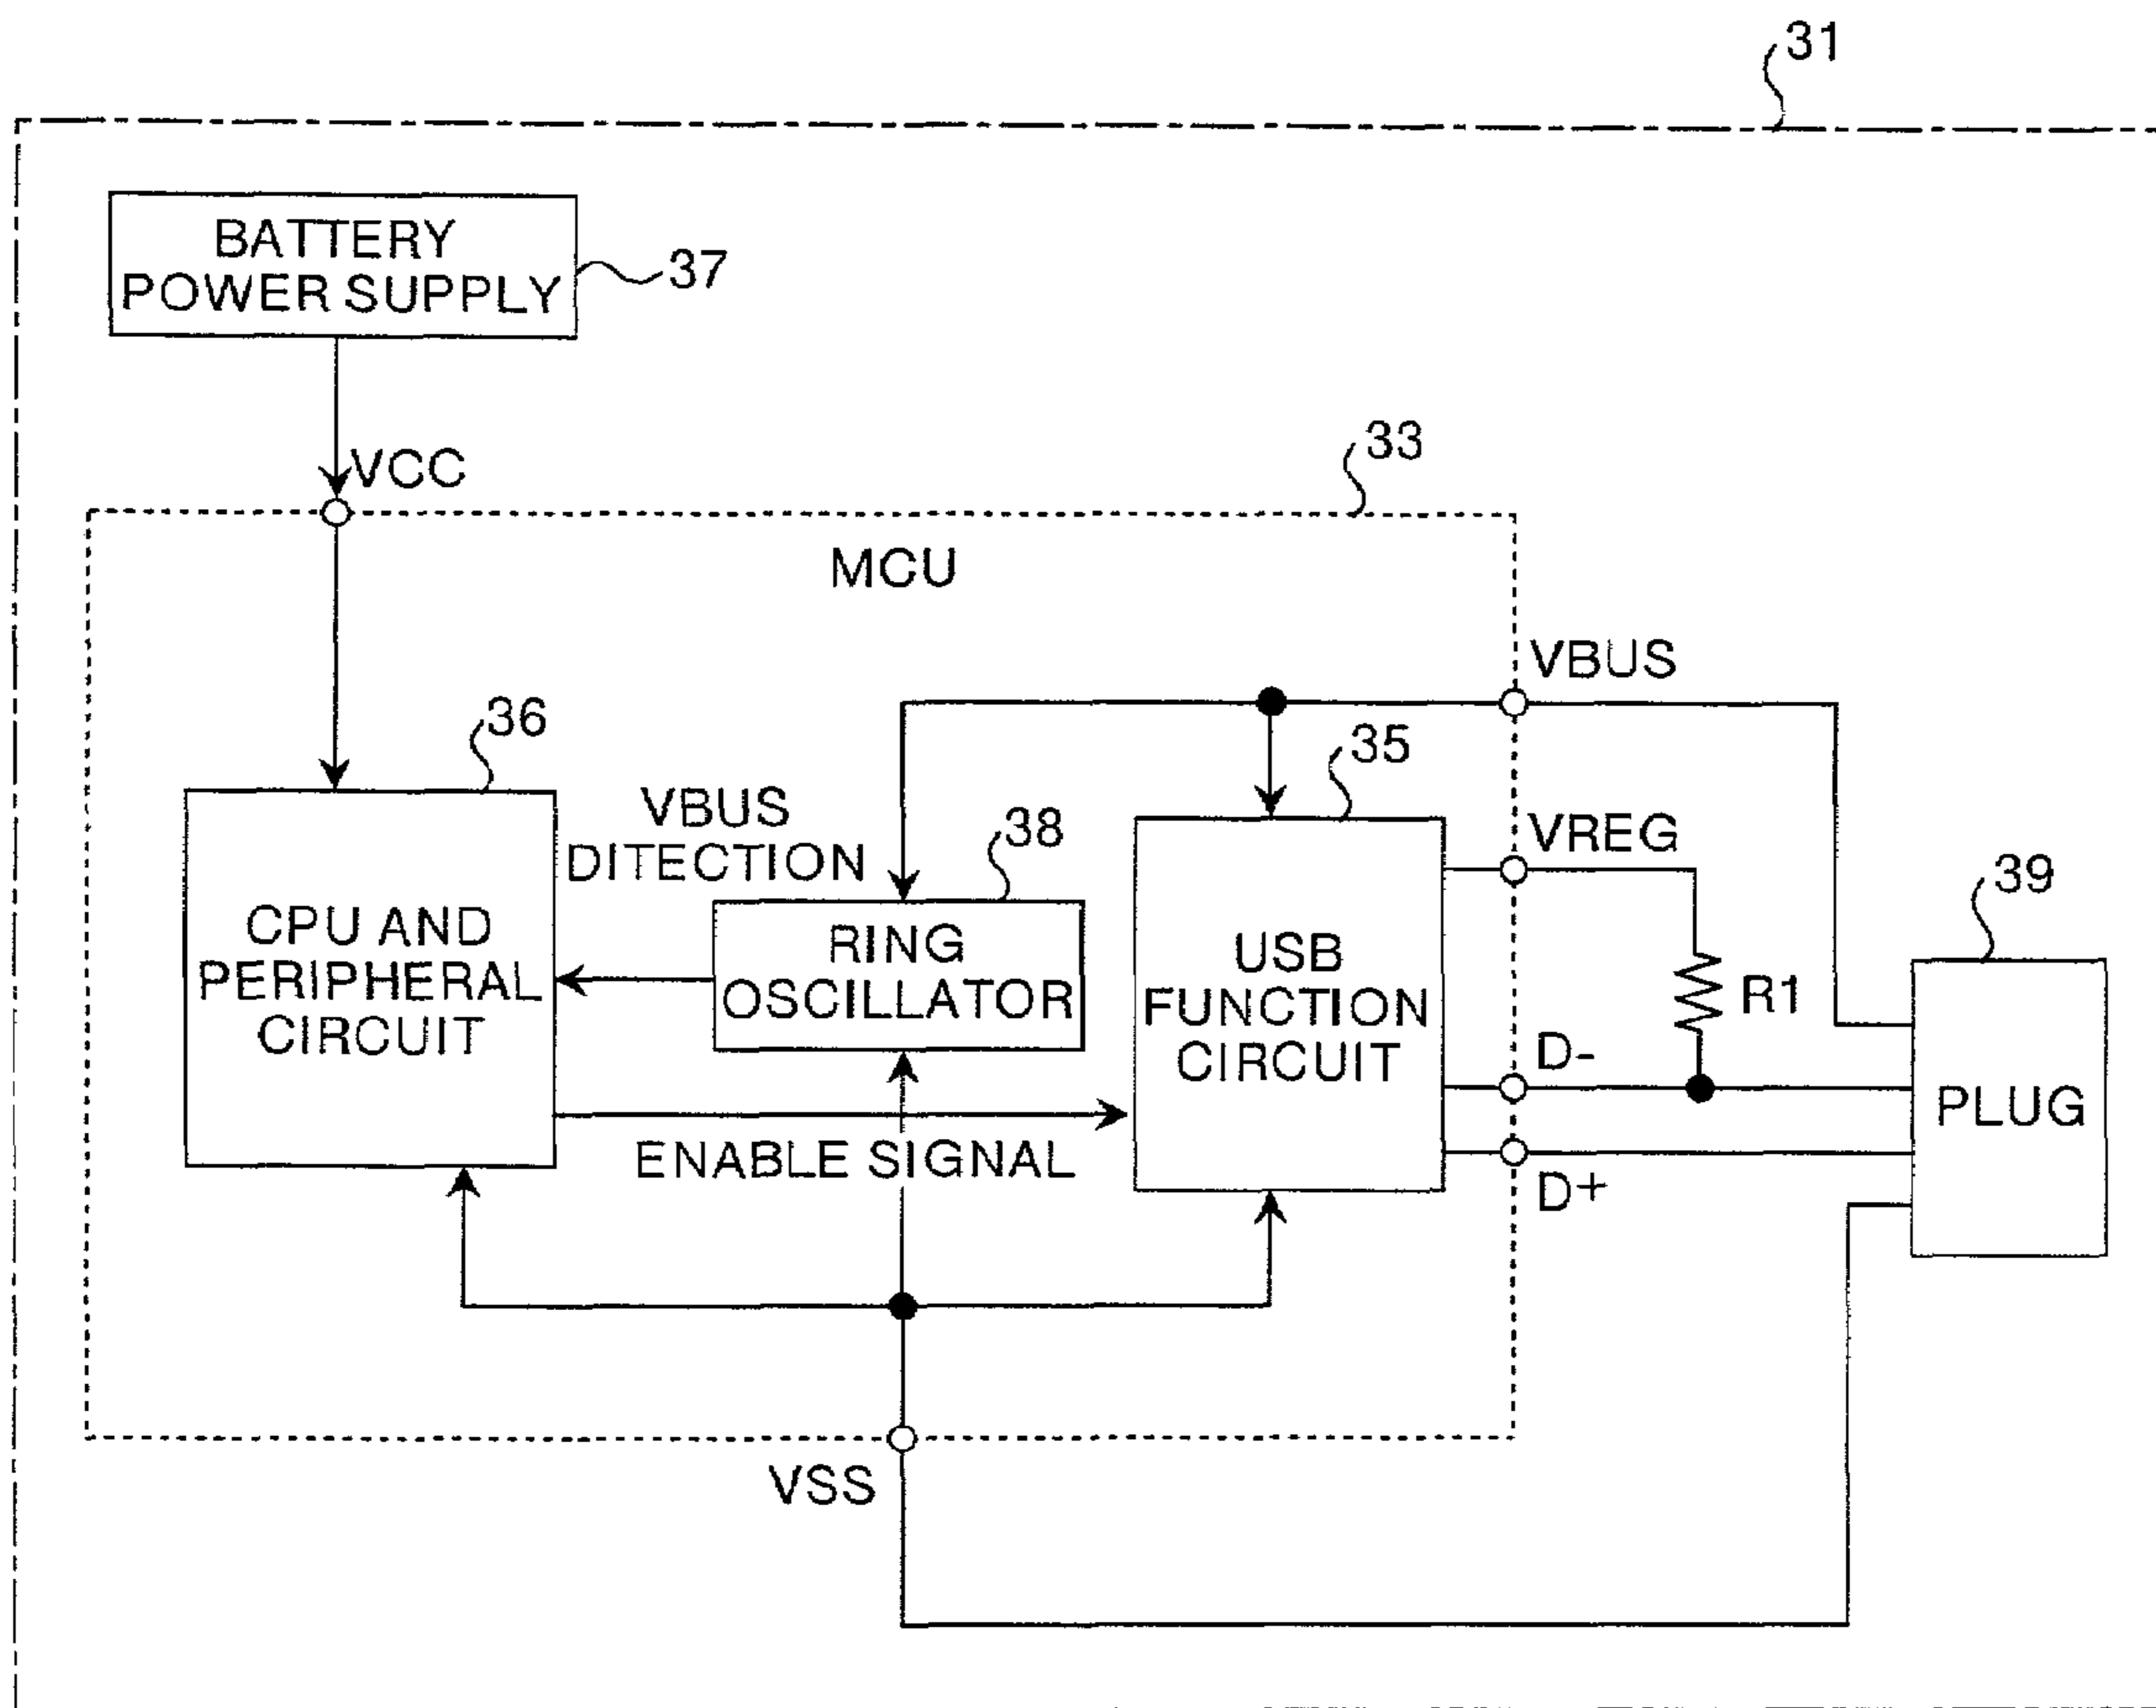 31
BATTERY
POWER SUPPLY
37
VCC
33
MCU
VBUS
36
35
VBUS
DITECTION
38
VREG
39
CPU AND
PERIPHERAL
CIRCUIT
RING
OSCILLATOR
USB
FUNCTION
CIRCUIT
R1
D-
PLUG
ENABLE SIGNAL
D+
VSS